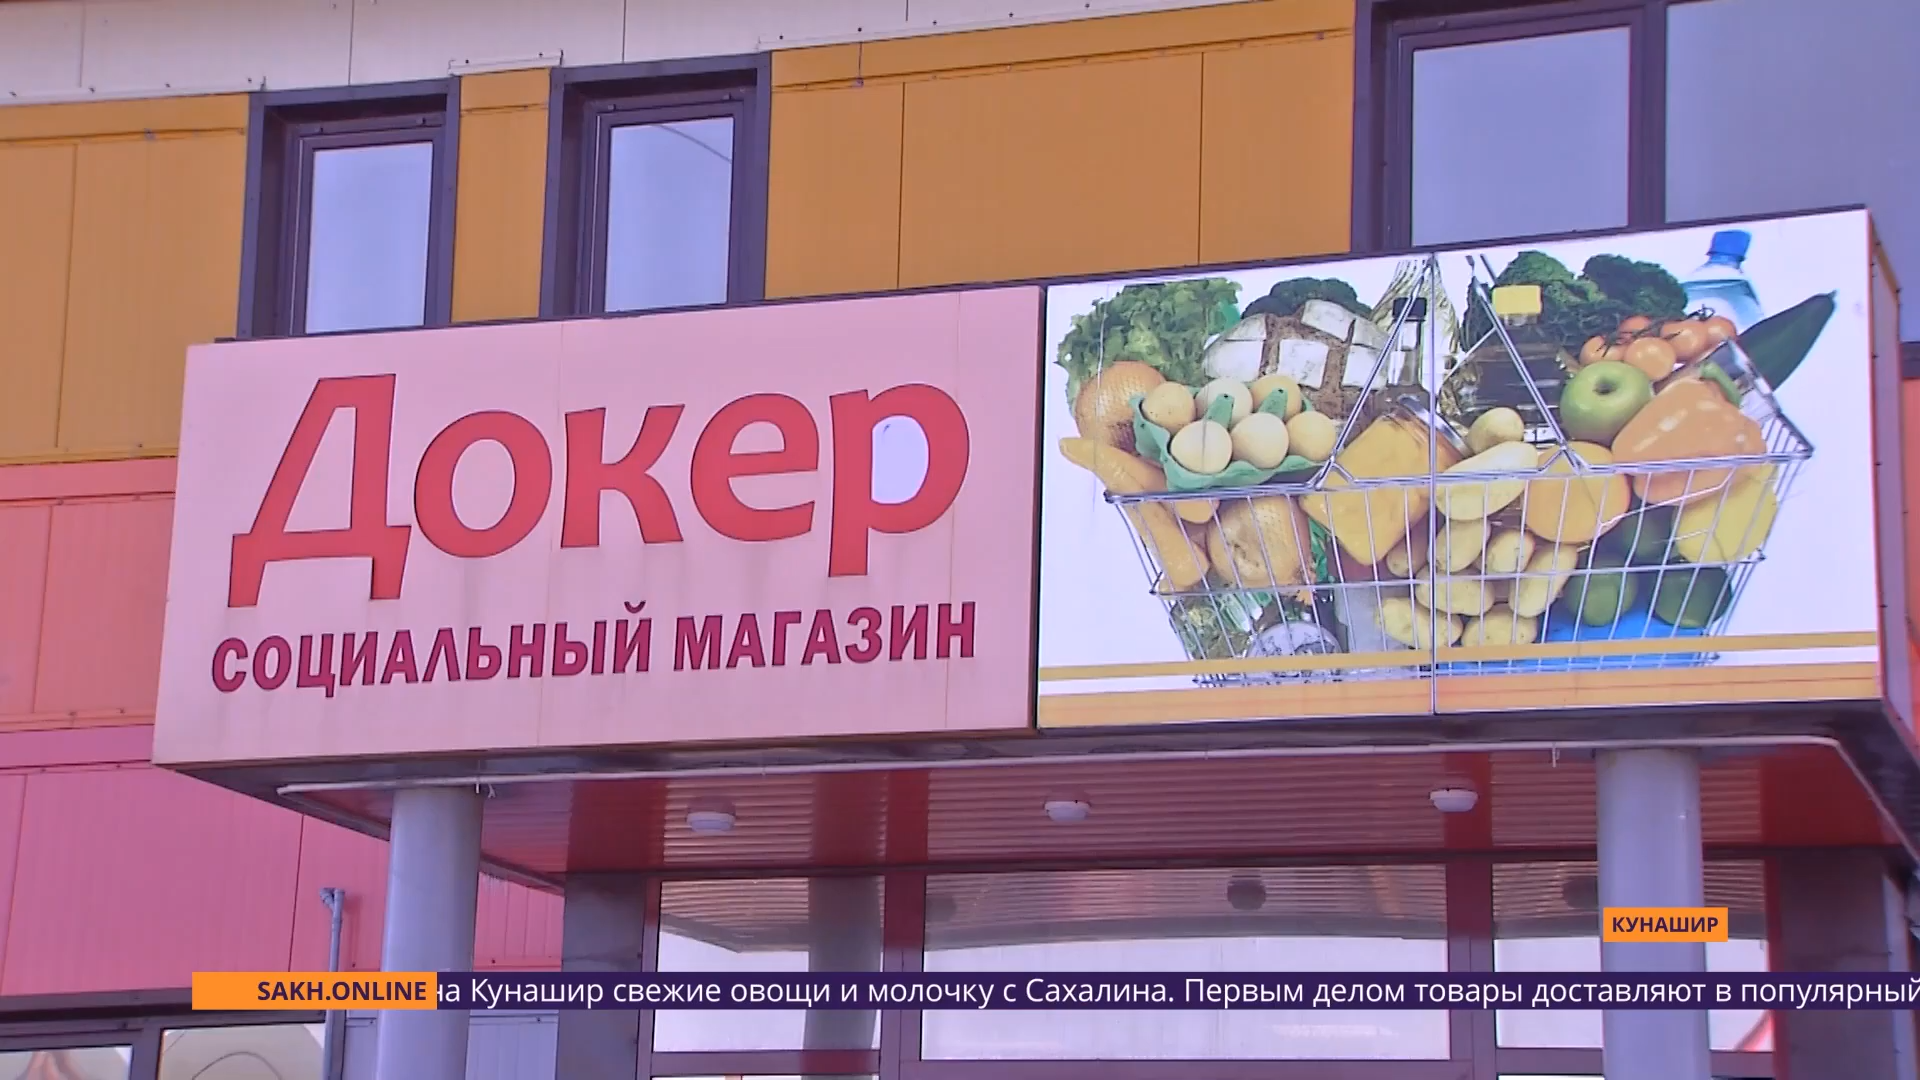 Докер
СОЦИАЛЬНЫЙ МАГАЗИН
КУНАШИР
SAKH.ONLINE
на Кунашир свежие овощи и молочку с Сахалина. Первым делом товары доставляют в популярный